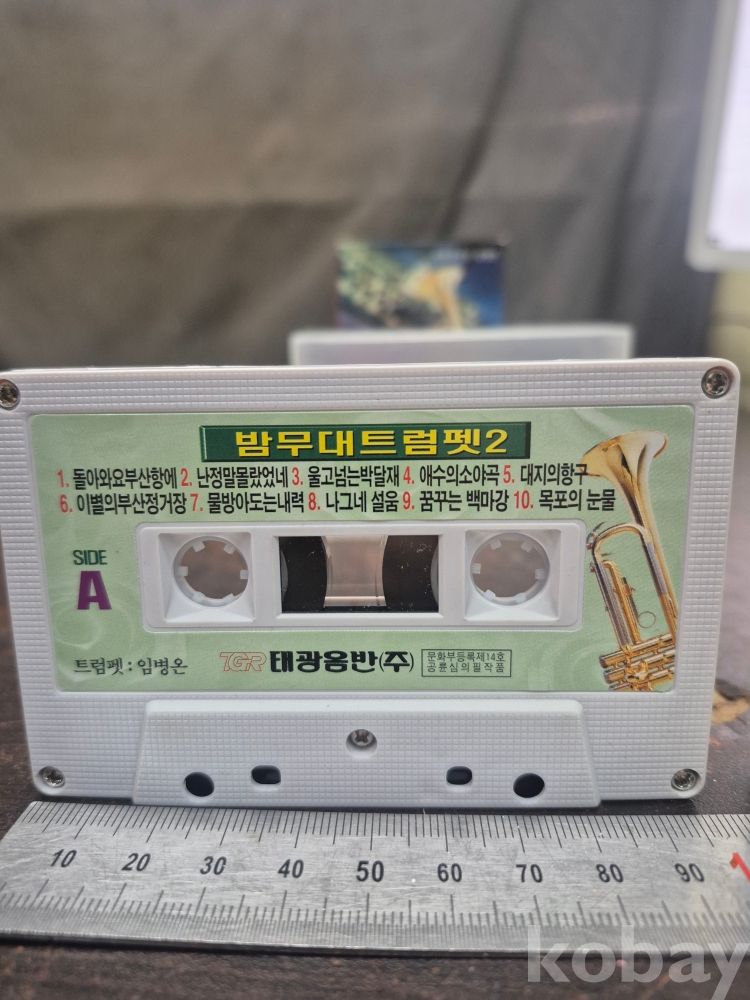 밤무대트럼펫2
1. 돌아와요부산항에 2. 난정말몰랐었네 3. 울고넘는박달재 4. 애수의소야곡 5. 대지의항구
6. 이별의부산정거장 7. 물방아도는내력 8. 나그네 설움 9. 꿈꾸는 백마강 10. 목포의 눈물
SIDE
A
트럼펫 : 임병온
TGR 태광음반(주)
문화부등록제14호
공륜심의필작품
10 20 30 40 50 60 70 80 90 1
kobay